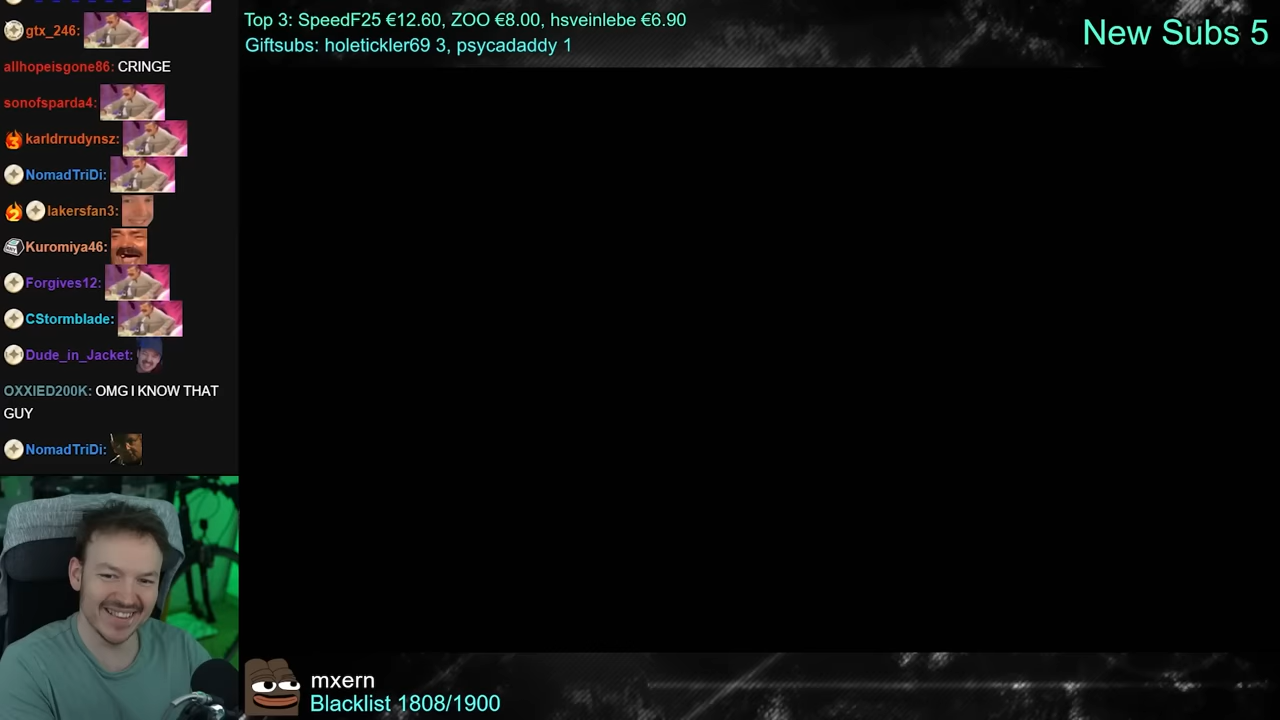 gtx_246:
allhopeisgone86: CRINGE
sonofsparda4:
karldrrudynsz:
NomadTriDi:
lakersfan3:
Kuromiya46:
Forgives12:
CStormblade:
Dude_in_Jacket:
OXXIED200K: OMG I KNOW THAT
GUY
NomadTriDi:
Top 3: SpeedF25 €12.60, ZOO €8.00, hsveinlebe €6.90
Giftsubs: holetickler69 3, psycadaddy 1
New Subs 5
mxern
Blacklist 1808/1900